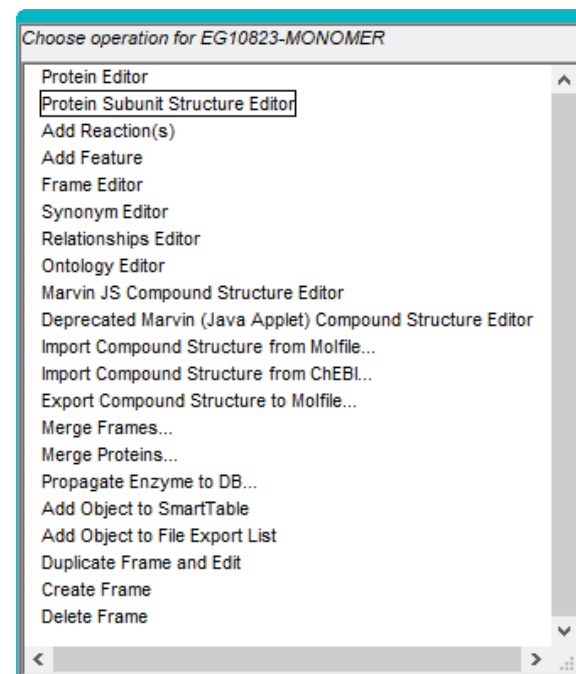 Choose operation for EG10823-MONOMER
Protein Editor
Protein Subunit Structure Editor
Add Reaction(s)
Add Feature
Frame Editor
Synonym Editor
Relationships Editor
Ontology Editor
Marvin JS Compound Structure Editor
Deprecated Marvin (Java Applet) Compound Structure Editor
Import Compound Structure from Molfile...
Import Compound Structure from ChEBI...
Export Compound Structure to Molfile...
Merge Frames...
Merge Proteins...
Propagate Enzyme to DB...
Add Object to SmartTable
Add Object to File Export List
Duplicate Frame and Edit
Create Frame
Delete Frame